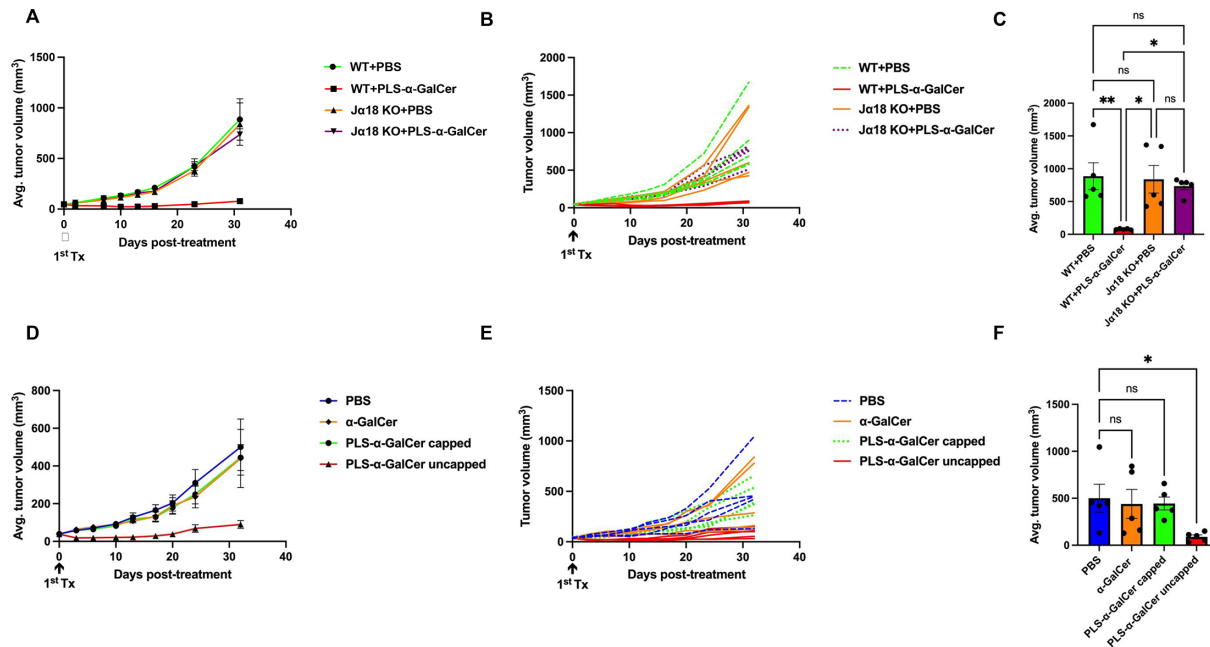 A
Avg. tumor volume (mm³)
1500
1000
500
0
0 10 20 30 40
Days post-treatment
1st Tx
WT+PBS
WT+PLS-α-GalCer
Jα18 KO+PBS
Jα18 KO+PLS-α-GalCer
B
Tumor volume (mm³)
2000
1500
1000
500
0
0 10 20 30 40
Days post-treatment
1st Tx
WT+PBS
WT+PLS-α-GalCer
Jα18 KO+PBS
Jα18 KO+PLS-α-GalCer
C
ns
*
ns
** * ns
Avg. tumor volume (mm³)
2000
1500
1000
500
0
WT+PBS
WT+PLS-α-GalCer
Jα18 KO+PBS
Jα18 KO+PLS-α-GalCer
D
Avg. tumor volume (mm³)
800
600
400
200
0
0 10 20 30 40
Days post-treatment
1st Tx
PBS
α-GalCer
PLS-α-GalCer capped
PLS-α-GalCer uncapped
E
Tumor volume (mm³)
1500
1000
500
0
0 10 20 30 40
Days post-treatment
1st Tx
PBS
α-GalCer
PLS-α-GalCer capped
PLS-α-GalCer uncapped
F
*
ns
ns
Avg. tumor volume (mm³)
1500
1000
500
0
PBS
α-GalCer
PLS-α-GalCer capped
PLS-α-GalCer uncapped